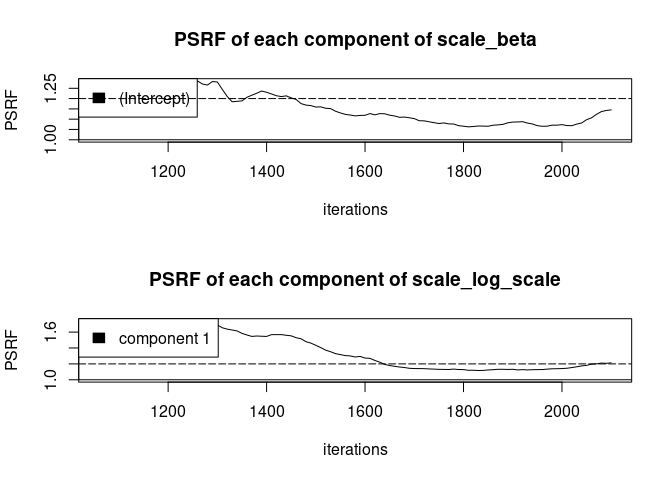 PSRF of each component of scale_beta
PSRF
1.00 1.25
(Intercept)
1200 1400 1600 1800 2000
iterations
PSRF of each component of scale_log_scale
PSRF
1.0 1.6
component 1
1200 1400 1600 1800 2000
iterations